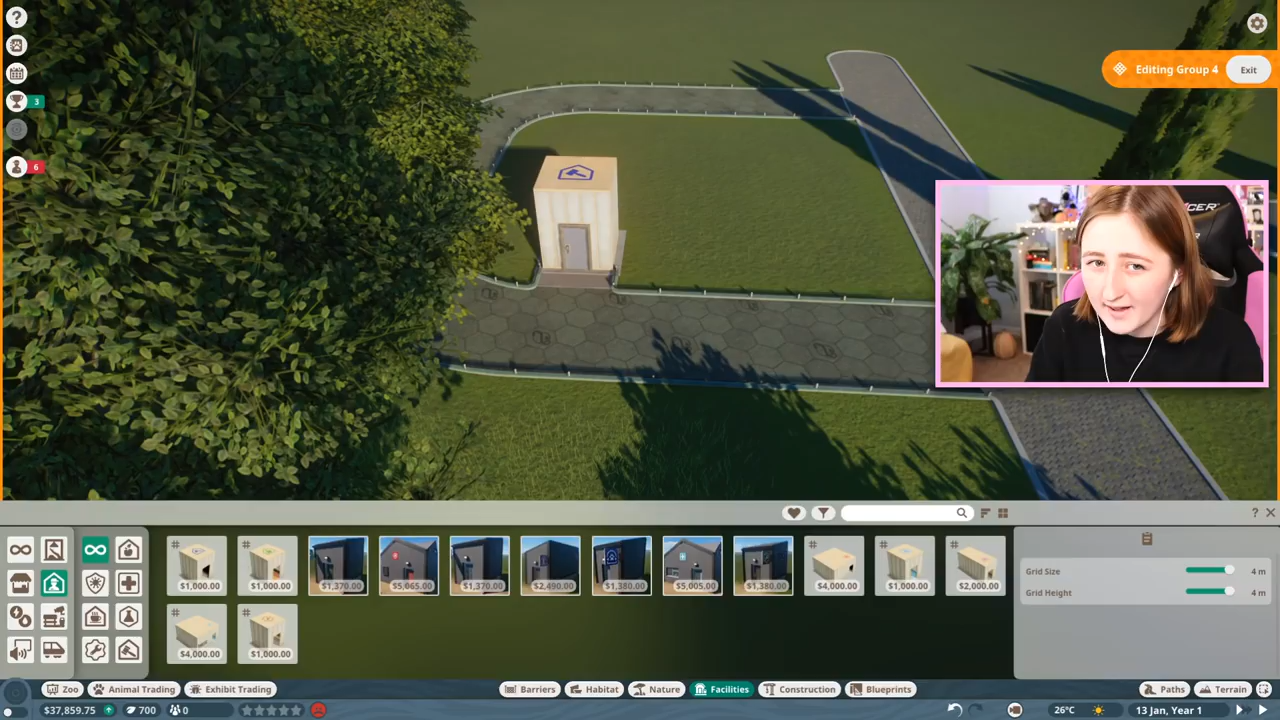 ?
Editing Group 4
Exit
3
6
CER
?
#
$1,000.00
#
$1,000.00
$1,370.00
$5,065.00
$1,370.00
$2,490.00
$1,380.00
$5,005.00
$1,380.00
#
$4,000.00
#
$1,000.00
#
$2,000.00
Grid Size
4 m
Grid Height
4 m
#
$4,000.00
#
$1,000.00
Zoo
Animal Trading
Exhibit Trading
Barriers
Habitat
Nature
Facilities
Construction
Blueprints
Paths
Terrain
$37,859.75
700
0
26°C
13 Jan, Year 1